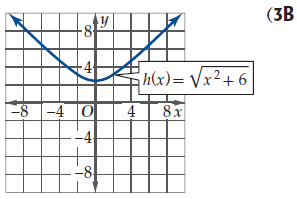 (3B
y
8
4
h(x) = √x² + 6
-8 -4 O 4 8 x
-4
-8